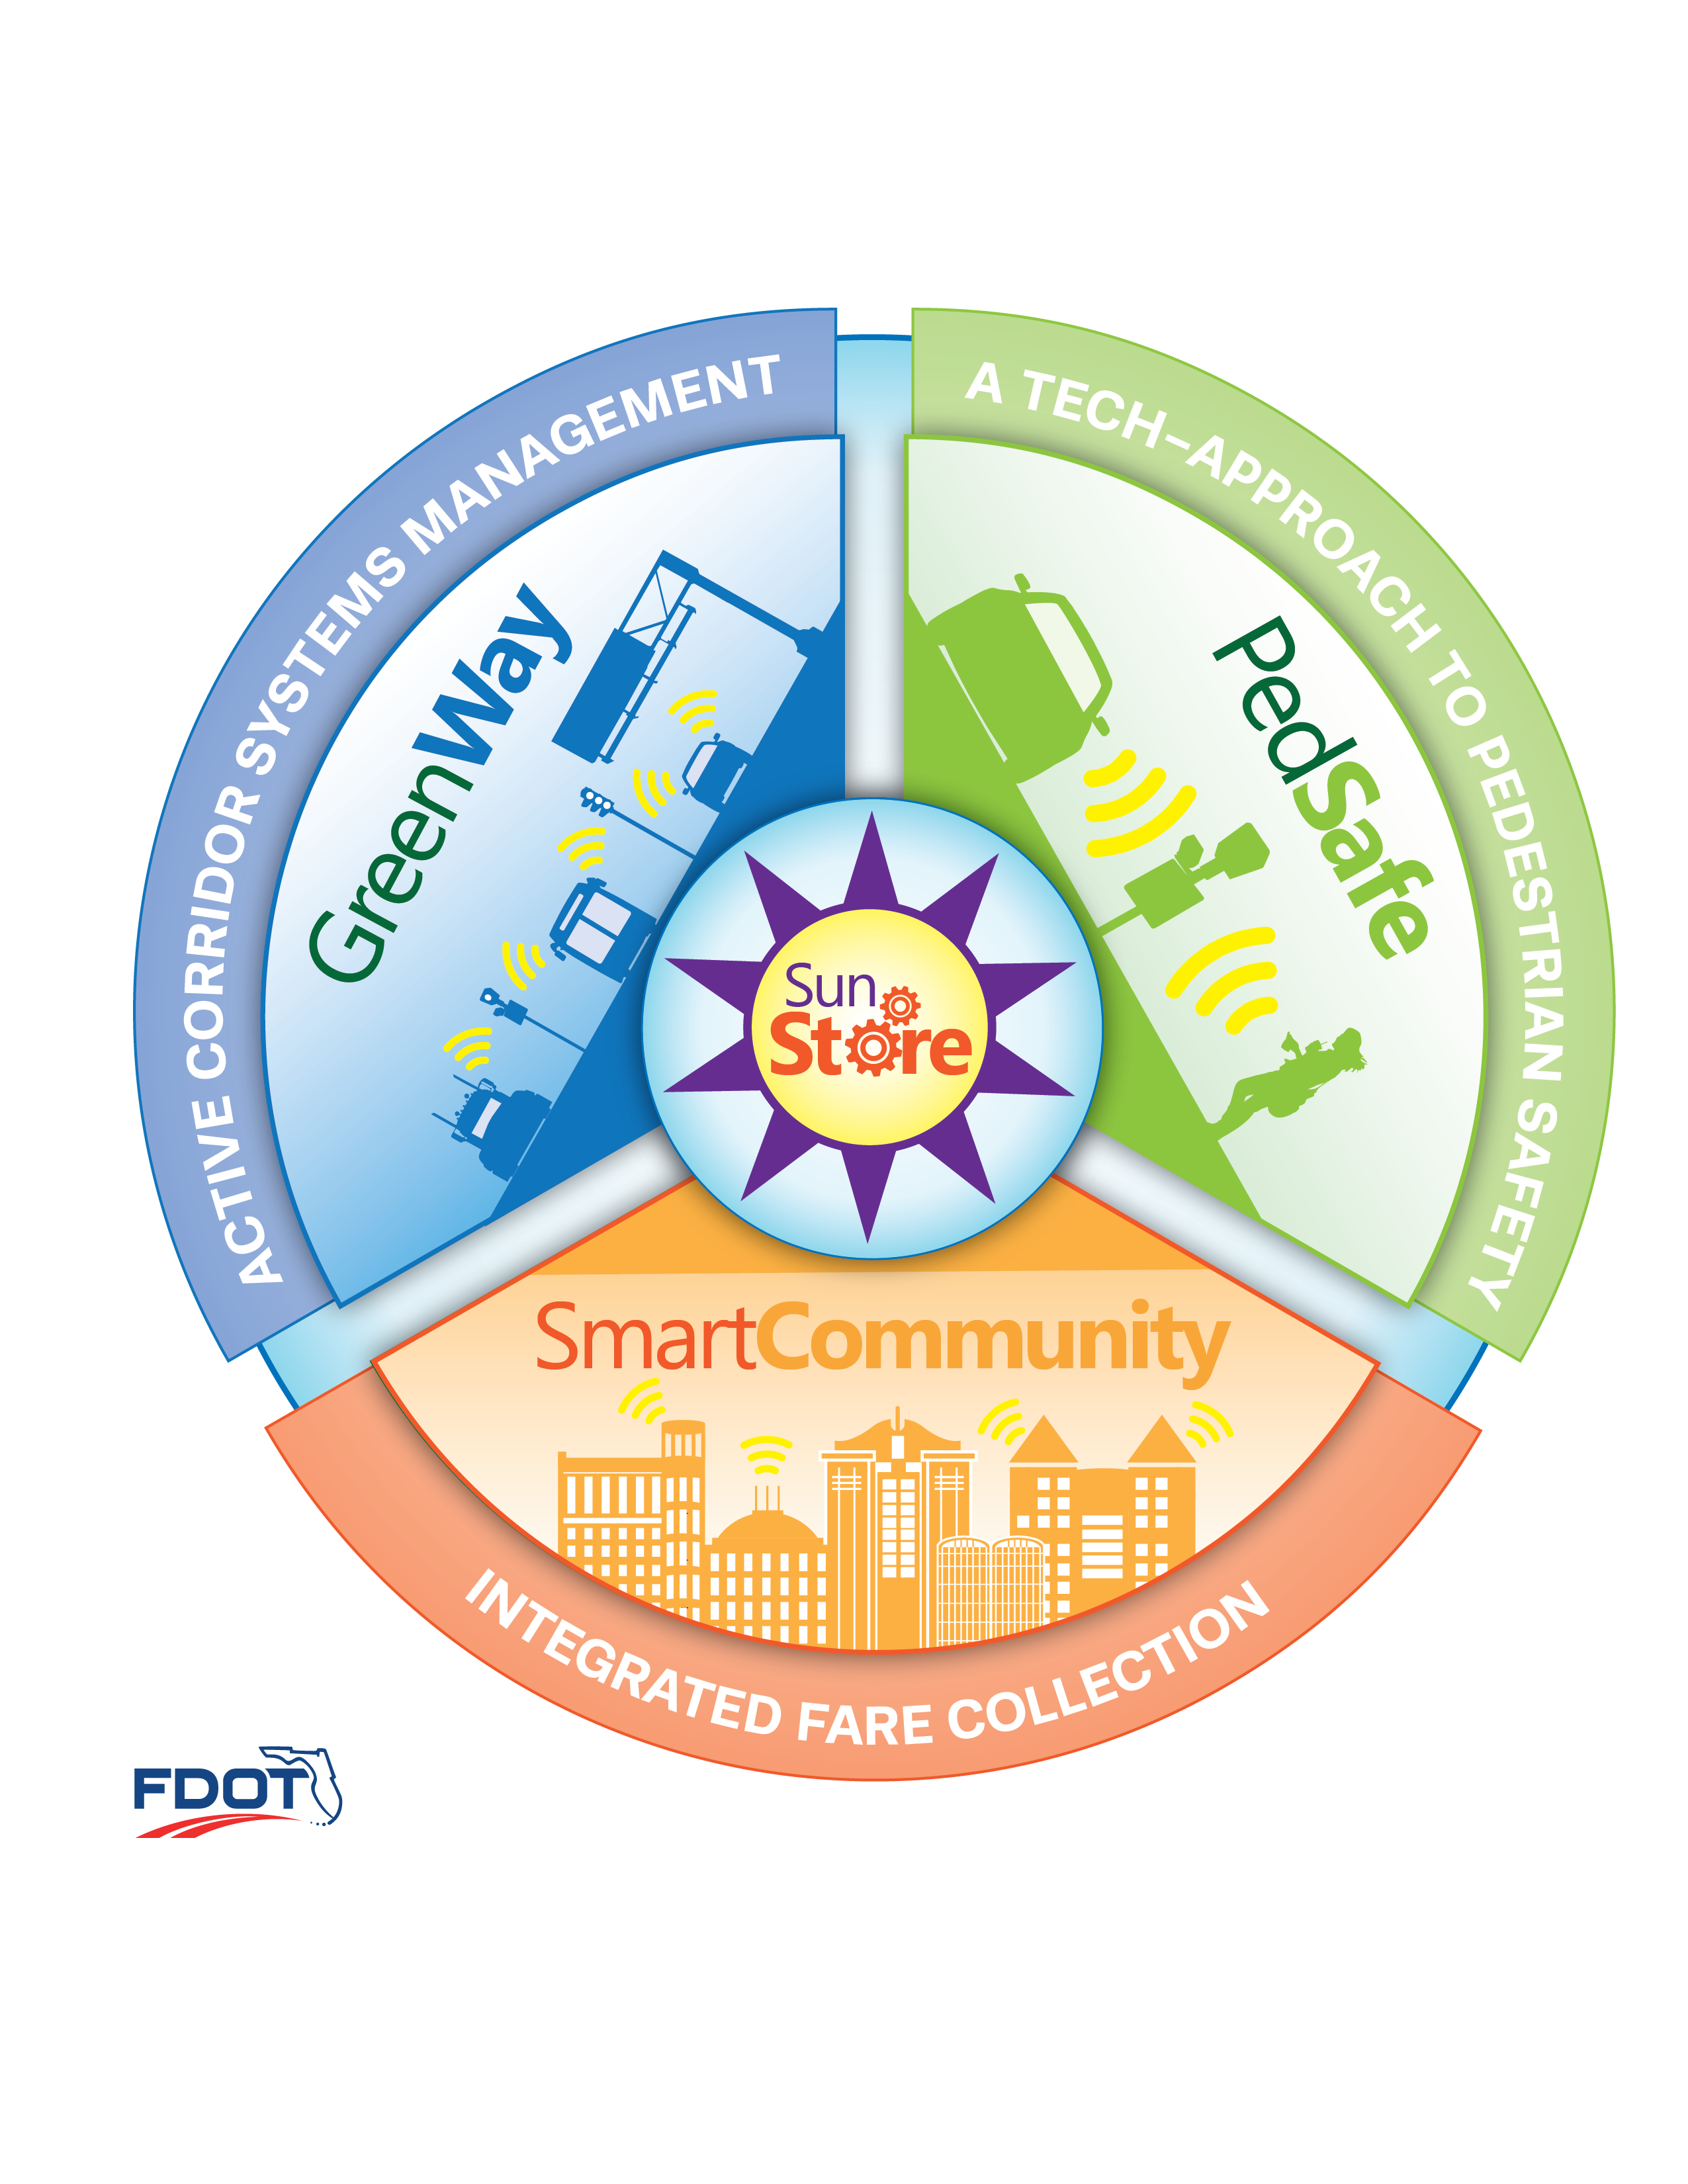 ACTIVE CORRIDOR SYSTEMS MANAGEMENT
GreenWay
A TECH-APPROACH TO PEDESTRIAN SAFETY
PedSafe
Sun
Store
SmartCommunity
INTEGRATED FARE COLLECTION
FDOT